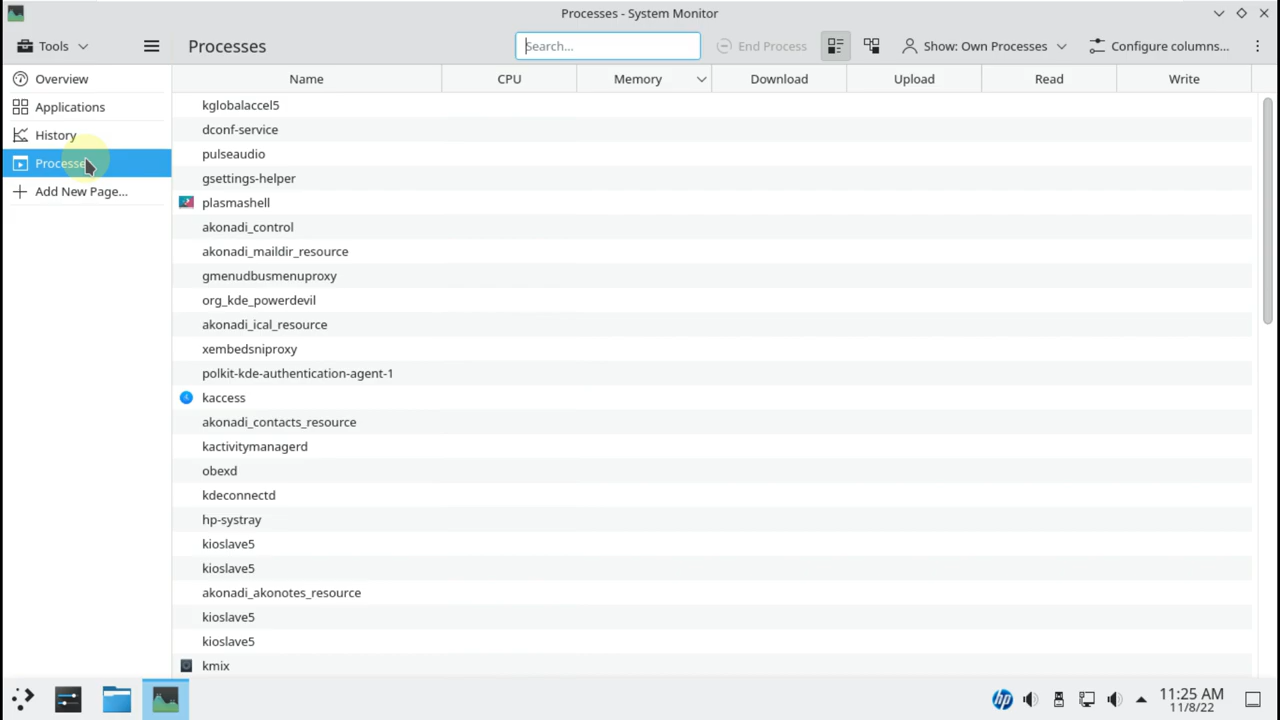 Processes - System Monitor
Tools
Processes
Search...
End Process
Show: Own Processes
Configure columns...
Overview
Applications
History
Processes
Add New Page...
Name CPU Memory Download Upload Read Write
kglobalaccel5
dconf-service
pulseaudio
gsettings-helper
plasmashell
akonadi_control
akonadi_maildir_resource
gmenudbusmenuproxy
org_kde_powerdevil
akonadi_ical_resource
xembedsniproxy
polkit-kde-authentication-agent-1
kaccess
akonadi_contacts_resource
kactivitymanagerd
obexd
kdeconnectd
hp-systray
kioslave5
kioslave5
akonadi_akonotes_resource
kioslave5
kioslave5
kmix
hp
11:25 AM
11/8/22